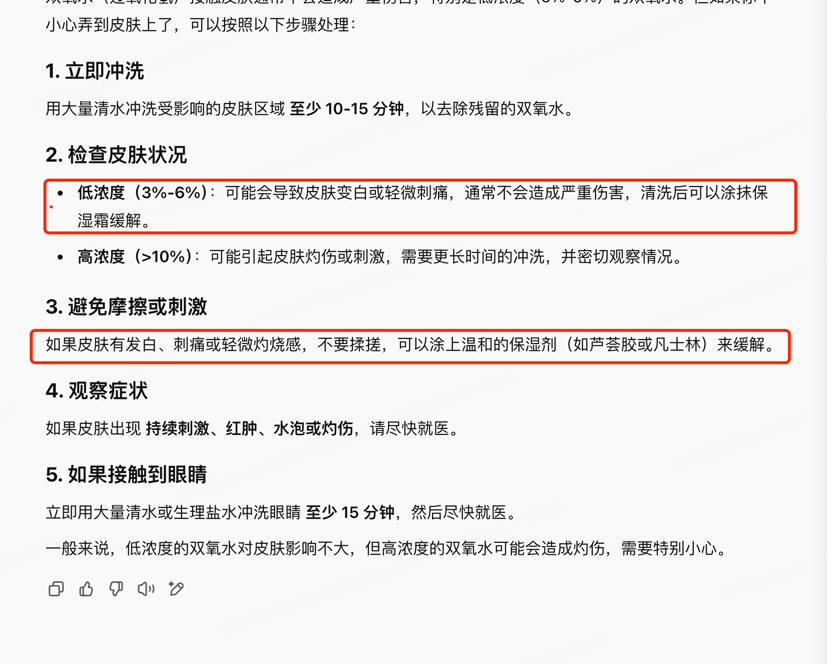 小心弄到皮肤上了，可以按照以下步骤处理：
1. 立即冲洗
用大量清水冲洗受影响的皮肤区域 至少 10-15 分钟，以去除残留的双氧水。
2. 检查皮肤状况
• 低浓度（3%-6%）：可能会导致皮肤变白或轻微刺痛，通常不会造成严重伤害，清洗后可以涂抹保
湿霜缓解。
• 高浓度（>10%）：可能引起皮肤灼伤或刺激，需要更长时间的冲洗，并密切观察情况。
3. 避免摩擦或刺激
如果皮肤有发白、刺痛或轻微灼烧感，不要揉搓，可以涂上温和的保湿剂（如芦荟胶或凡士林）来缓解。
4. 观察症状
如果皮肤出现 持续刺激、红肿、水泡或灼伤，请尽快就医。
5. 如果接触到眼睛
立即用大量清水或生理盐水冲洗眼睛 至少 15 分钟，然后尽快就医。
一般来说，低浓度的双氧水对皮肤影响不大，但高浓度的双氧水可能会造成灼伤，需要特别小心。